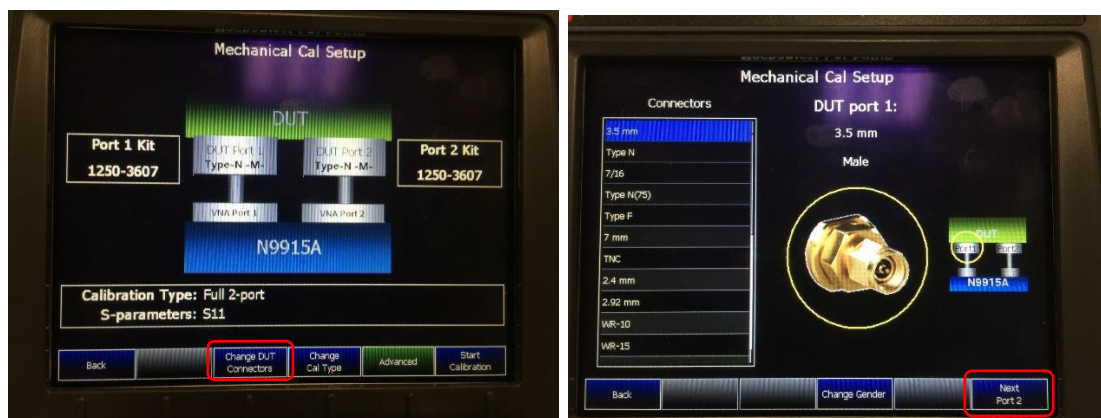 Mechanical Cal Setup
DUT
Port 1 Kit
1250-3607
DUT Port 1
Type-N -M-
DUT Port 2
Type-N -M-
Port 2 Kit
1250-3607
VNA Port 1
VNA Port 2
N9915A
Calibration Type: Full 2-port
S-parameters: S11
Back
Change DUT
Connectors
Change
Cal Type
Advanced
Start
Calibration
Mechanical Cal Setup
Connectors
3.5 mm
Type N
7/16
Type N(75)
Type F
7 mm
TNC
2.4 mm
2.92 mm
WR-10
WR-15
DUT port 1:
3.5 mm
Male
DUT
Port1
Port2
N9915A
Back
Change Gender
Next
Port 2